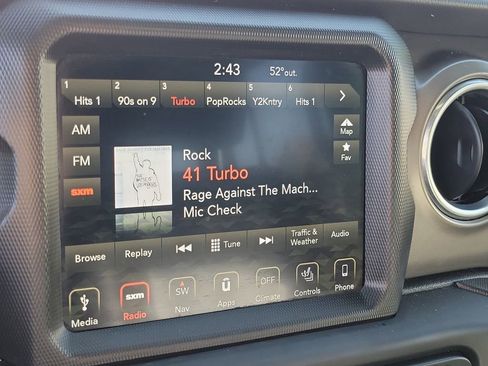 2:43 52° out.
1 2 3 4 5 6
Hits 1 90s on 9 Turbo PopRocks Y2Kntry Hits 1
AM
Map
FM
Fav
sxm
Rock
41 Turbo
Rage Against The Mach...
Mic Check
Browse Replay Tune Traffic & Weather Audio
sxm SW OFF
Media Radio Nav Apps Climate Controls Phone